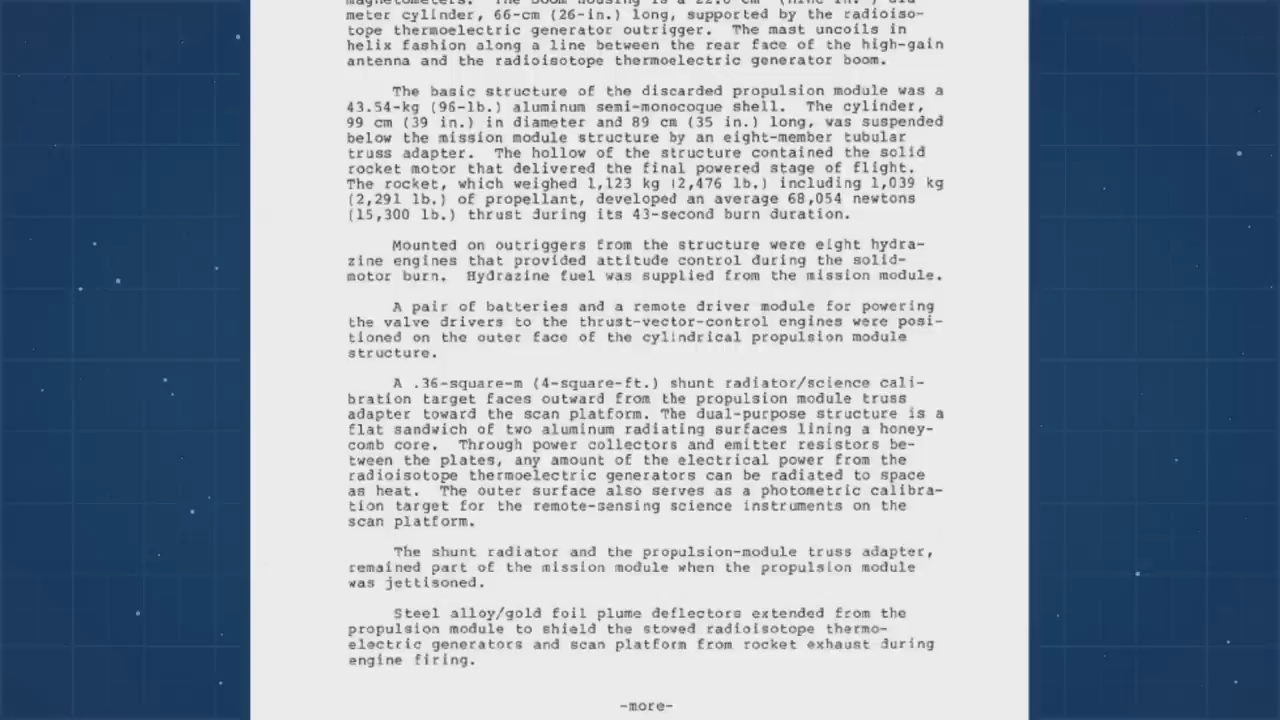 meter cylinder, 66-cm (26-in.) long, supported by the radioiso-
tope thermoelectric generator outrigger. The mast uncoils in
helix fashion along a line between the rear face of the high-gain
antenna and the radioisotope thermoelectric generator boom.
The basic structure of the discarded propulsion module was a
43.54-kg (96-lb.) aluminum semi-monocoque shell. The cylinder,
99 cm (39 in.) in diameter and 89 cm (35 in.) long, was suspended
below the mission module structure by an eight-member tubular
truss adapter. The hollow of the structure contained the solid
rocket motor that delivered the final powered stage of flight.
The rocket, which weighed 1,123 kg (2,476 lb.) including 1,039 kg
(2,291 lb.) of propellant, developed an average 68,054 newtons
(15,300 lb.) thrust during its 43-second burn duration.
Mounted on outriggers from the structure were eight hydra-
zine engines that provided attitude control during the solid-
motor burn. Hydrazine fuel was supplied from the mission module.
A pair of batteries and a remote driver module for powering
the valve drivers to the thrust-vector-control engines were posi-
tioned on the outer face of the cylindrical propulsion module
structure.
A .36-square-m (4-square-ft.) shunt radiator/science cali-
bration target faces outward from the propulsion module truss
adapter toward the scan platform. The dual-purpose structure is a
flat sandwich of two aluminum radiating surfaces lining a honey-
comb core. Through power collectors and emitter resistors be-
tween the plates, any amount of the electrical power from the
radioisotope thermoelectric generators can be radiated to space
as heat. The outer surface also serves as a photometric calibra-
tion target for the remote-sensing science instruments on the
scan platform.
The shunt radiator and the propulsion-module truss adapter,
remained part of the mission module when the propulsion module
was jettisoned.
Steel alloy/gold foil plume deflectors extended from the
propulsion module to shield the stoved radioisotope thermo-
electric generators and scan platform from rocket exhaust during
engine firing.
-more-